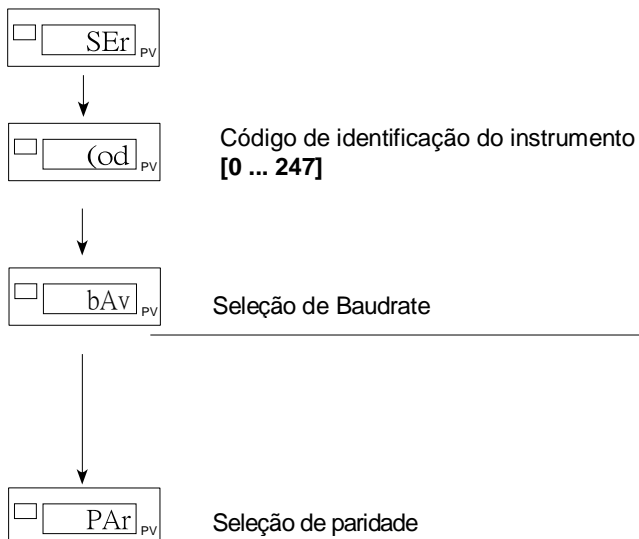 SEr
PV
(od
PV
Código de identificação do instrumento
[0 ... 247]
bAv
PV
Seleção de Baudrate
PAr
PV
Seleção de paridade